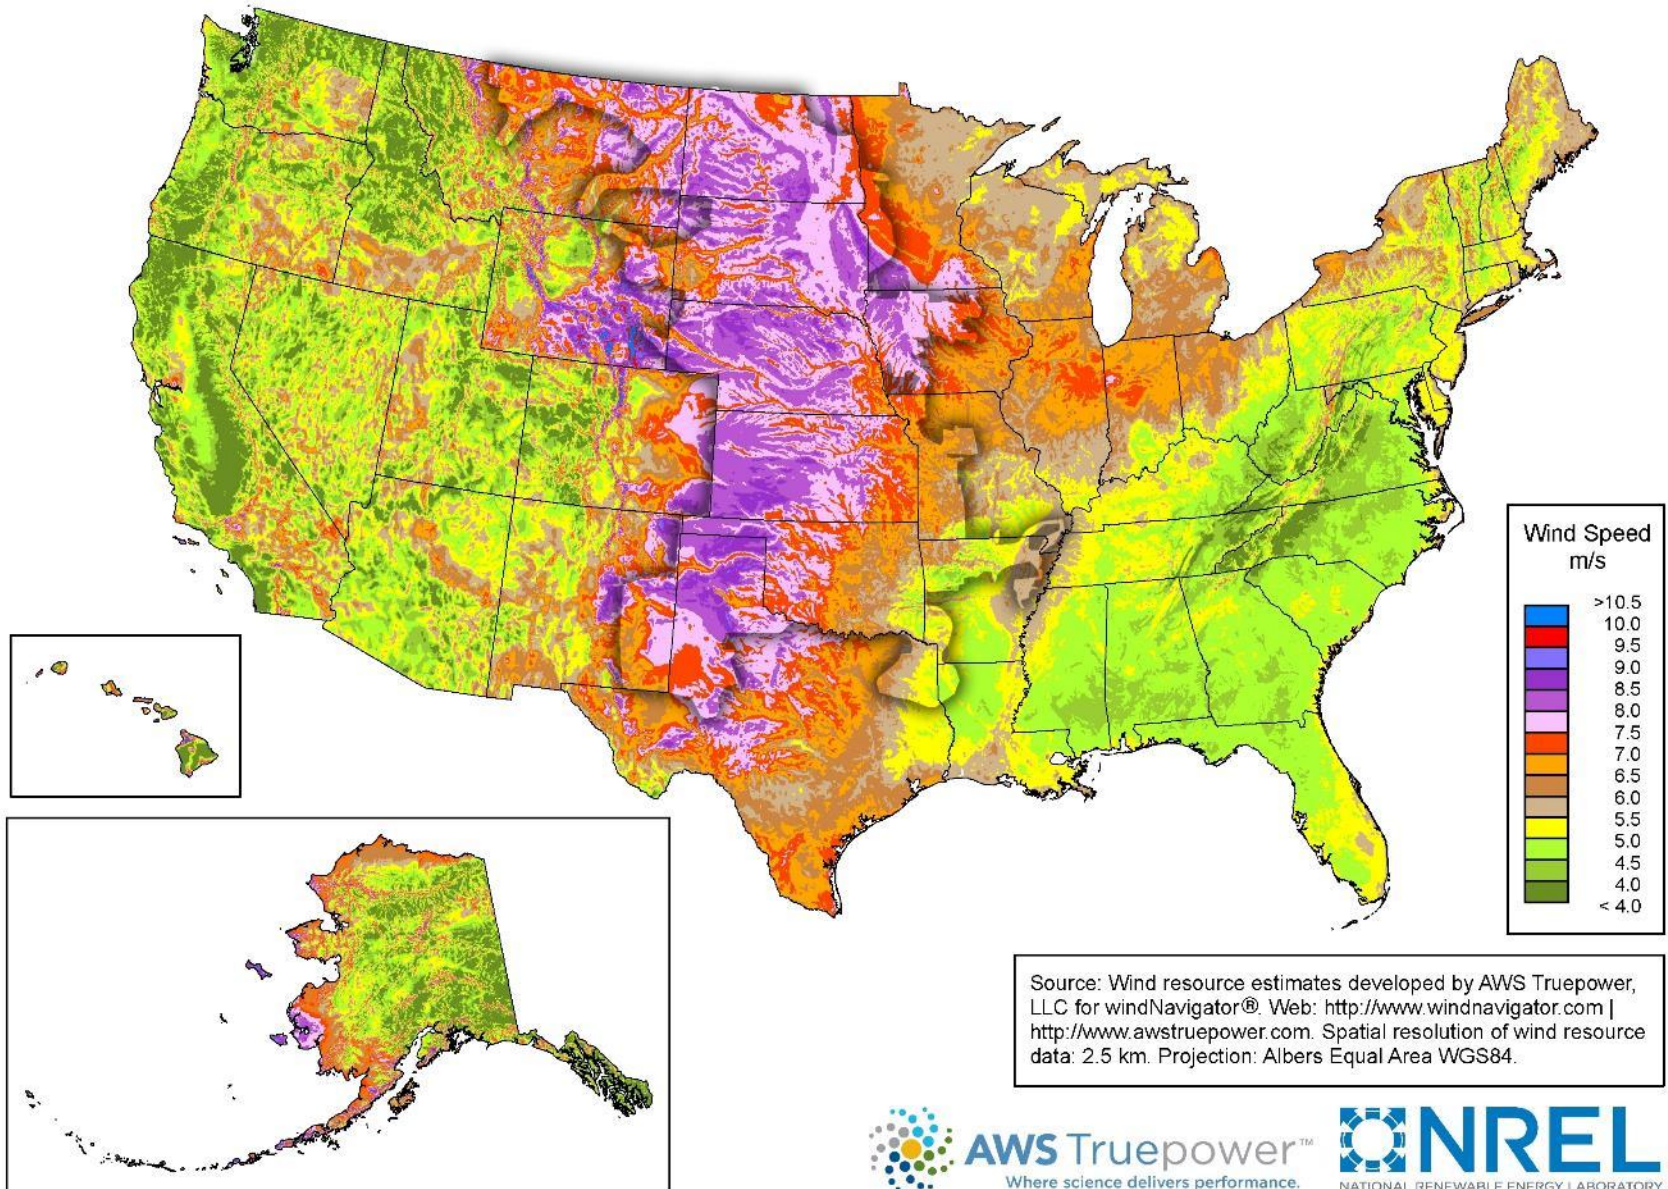 Wind Speed
m/s
>10.5
10.0
9.5
9.0
8.5
8.0
7.5
7.0
6.5
6.0
5.5
5.0
4.5
4.0
< 4.0
Source: Wind resource estimates developed by AWS Truepower,
LLC for windNavigator®. Web: http://www.windnavigator.com |
http://www.awstruepower.com. Spatial resolution of wind resource
data: 2.5 km. Projection: Albers Equal Area WGS84.
AWS Truepower™
Where science delivers performance.
NREL
NATIONAL RENEWABLE ENERGY LABORATORY